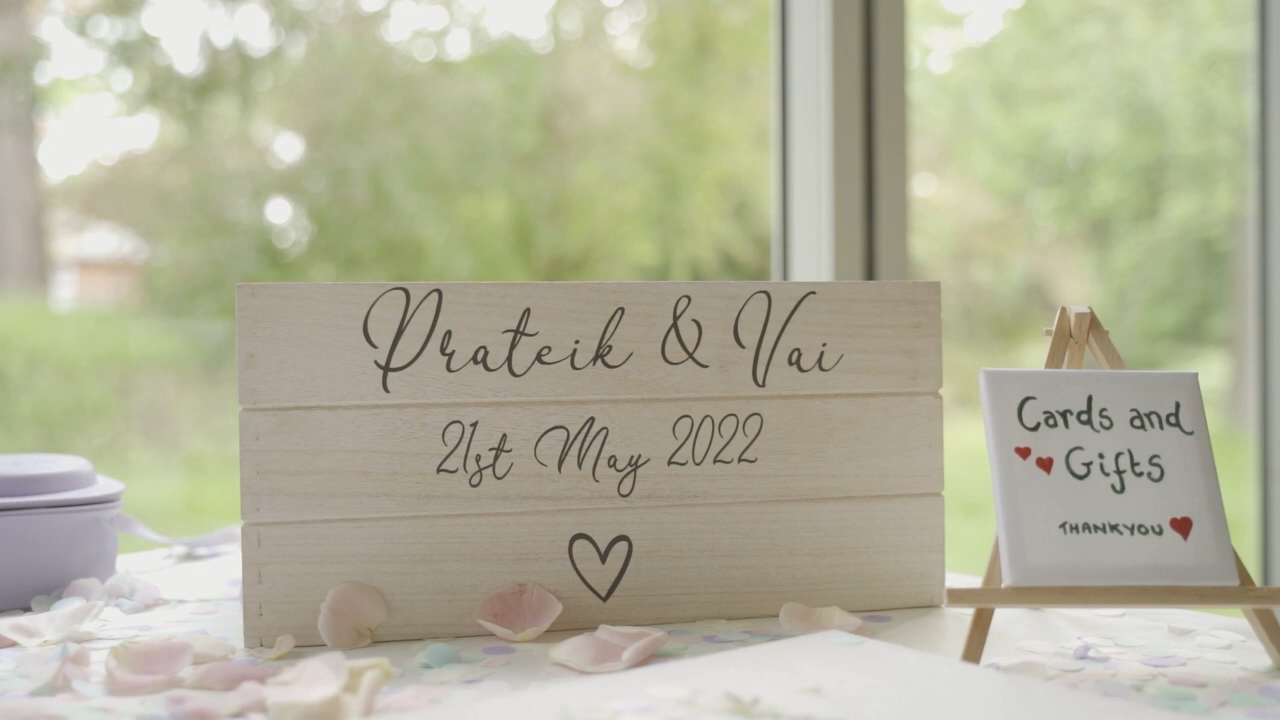 Prateik & Vai
21st May 2022
Cards and
Gifts
THANKYOU